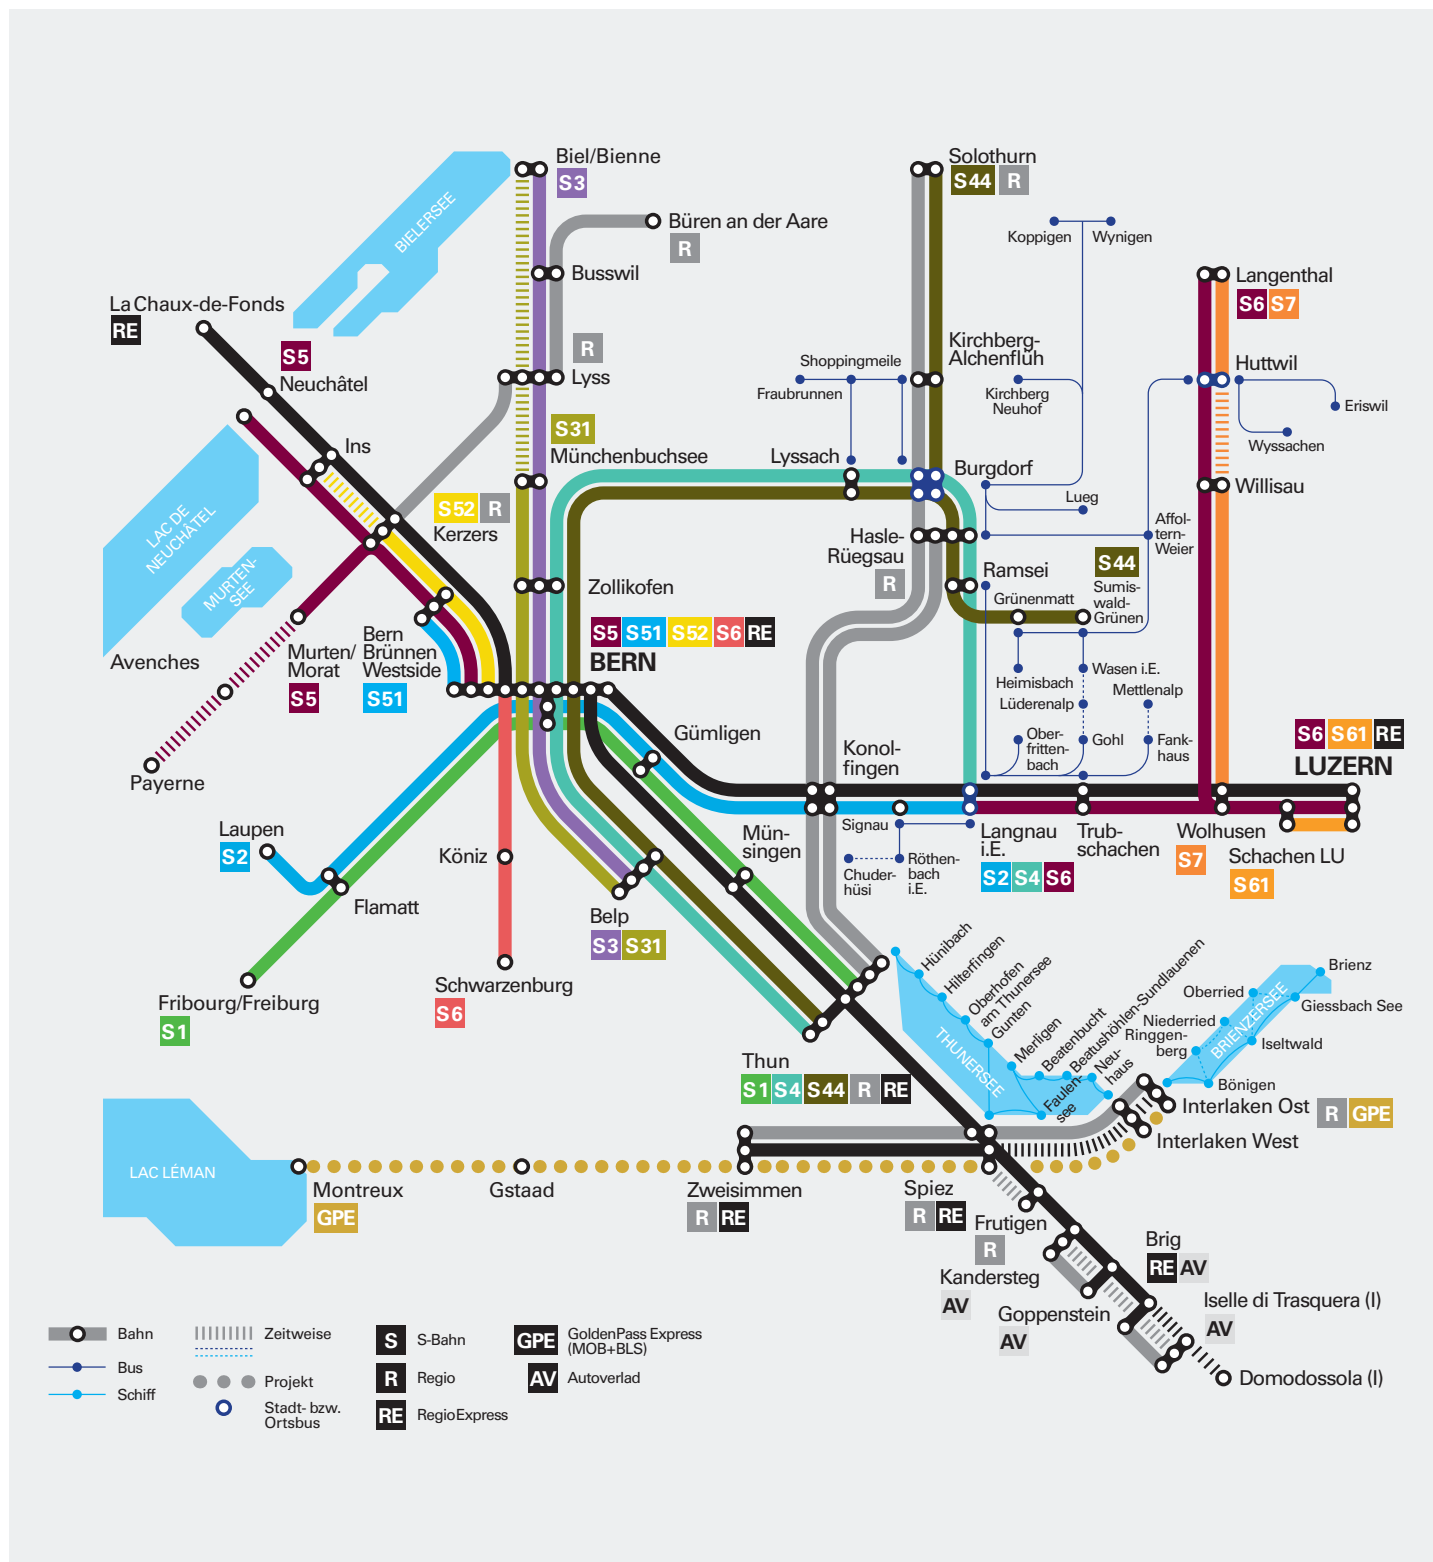 Biel/Bienne
S3
Solothurn
S44 R
Büren an der Aare
R
Koppigen
Wynigen
BIELERSEE
Busswil
Langenthal
S6 S7
La Chaux-de-Fonds
RE
S5
Neuchâtel
R
Lyss
Kirchberg-
Alchenflüh
Shoppingmeile
Fraubrunnen
Kirchberg
Neuhof
Huttwil
Eriswil
Wyssachen
S31
Münchenbuchsee
Ins
Lyssach
Burgdorf
Lueg
Willisau
LAC DE
NEUCHÂTEL
S52 R
Kerzers
Hasle-
Rüegsau
R
Affol-
tern-
Weier
S44
Ramsei
Grünenmatt
Sumis-
wald-
Grünen
MURTEN-
SEE
Zollikofen
Avenches
Murten/
Morat
S5
Bern
Brünnen
Westside
S51
S5 S51 S52 S6 RE
BERN
Heimisbach
Wasen i.E.
Lüderenalp
Mettlenalp
Payerne
Gümligen
Konol-
fingen
Ober-
fritten-
bach
Gohl
Fank-
haus
S6 S61 RE
LUZERN
Laupen
S2
Köniz
Mün-
singen
Signau
Chuder-
hüsi
Röthen-
bach
i.E.
Langnau
i.E.
S2 S4 S6
Trub-
schachen
Wolhusen
S7
Schachen LU
S61
Flamatt
Belp
S3 S31
Fribourg/Freiburg
S1
Schwarzenburg
S6
Hünibach
Hilterfingen
Oberhofen
am Thunersee
Gunten
Merligen
Beatenbucht
Beatushöhlen-Sundlauenen
Neu-
haus
Faulen-
see
THUNERSEE
BRIENZERSEE
Brienz
Oberried
Giessbach See
Niederried
Ringgen-
berg
Iseltwald
Bönigen
Thun
S1 S4 S44 R RE
Interlaken Ost R GPE
Interlaken West
LAC LÉMAN
Montreux
GPE
Gstaad
Zweisimmen
R RE
Spiez
R RE
Frutigen
R
Kandersteg
AV
Goppenstein
AV
Brig
RE AV
Iselle di Trasquera (I)
AV
Domodossola (I)
Bahn
Bus
Schiff
Zeitweise
Projekt
Stadt- bzw.
Ortsbus
S S-Bahn
R Regio
RE RegioExpress
GPE GoldenPass Express
(MOB+BLS)
AV Autoverlad